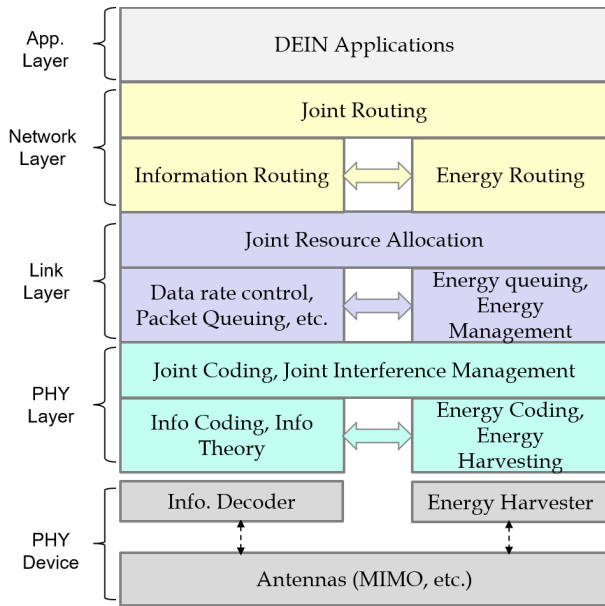 App.
Layer
DEIN Applications
Network
Layer
Joint Routing
Information Routing
Energy Routing
Link
Layer
Joint Resource Allocation
Data rate control,
Packet Queuing, etc.
Energy queuing,
Energy
Management
PHY
Layer
Joint Coding, Joint Interference Management
Info Coding, Info
Theory
Energy Coding,
Energy
Harvesting
PHY
Device
Info. Decoder
Energy Harvester
Antennas (MIMO, etc.)